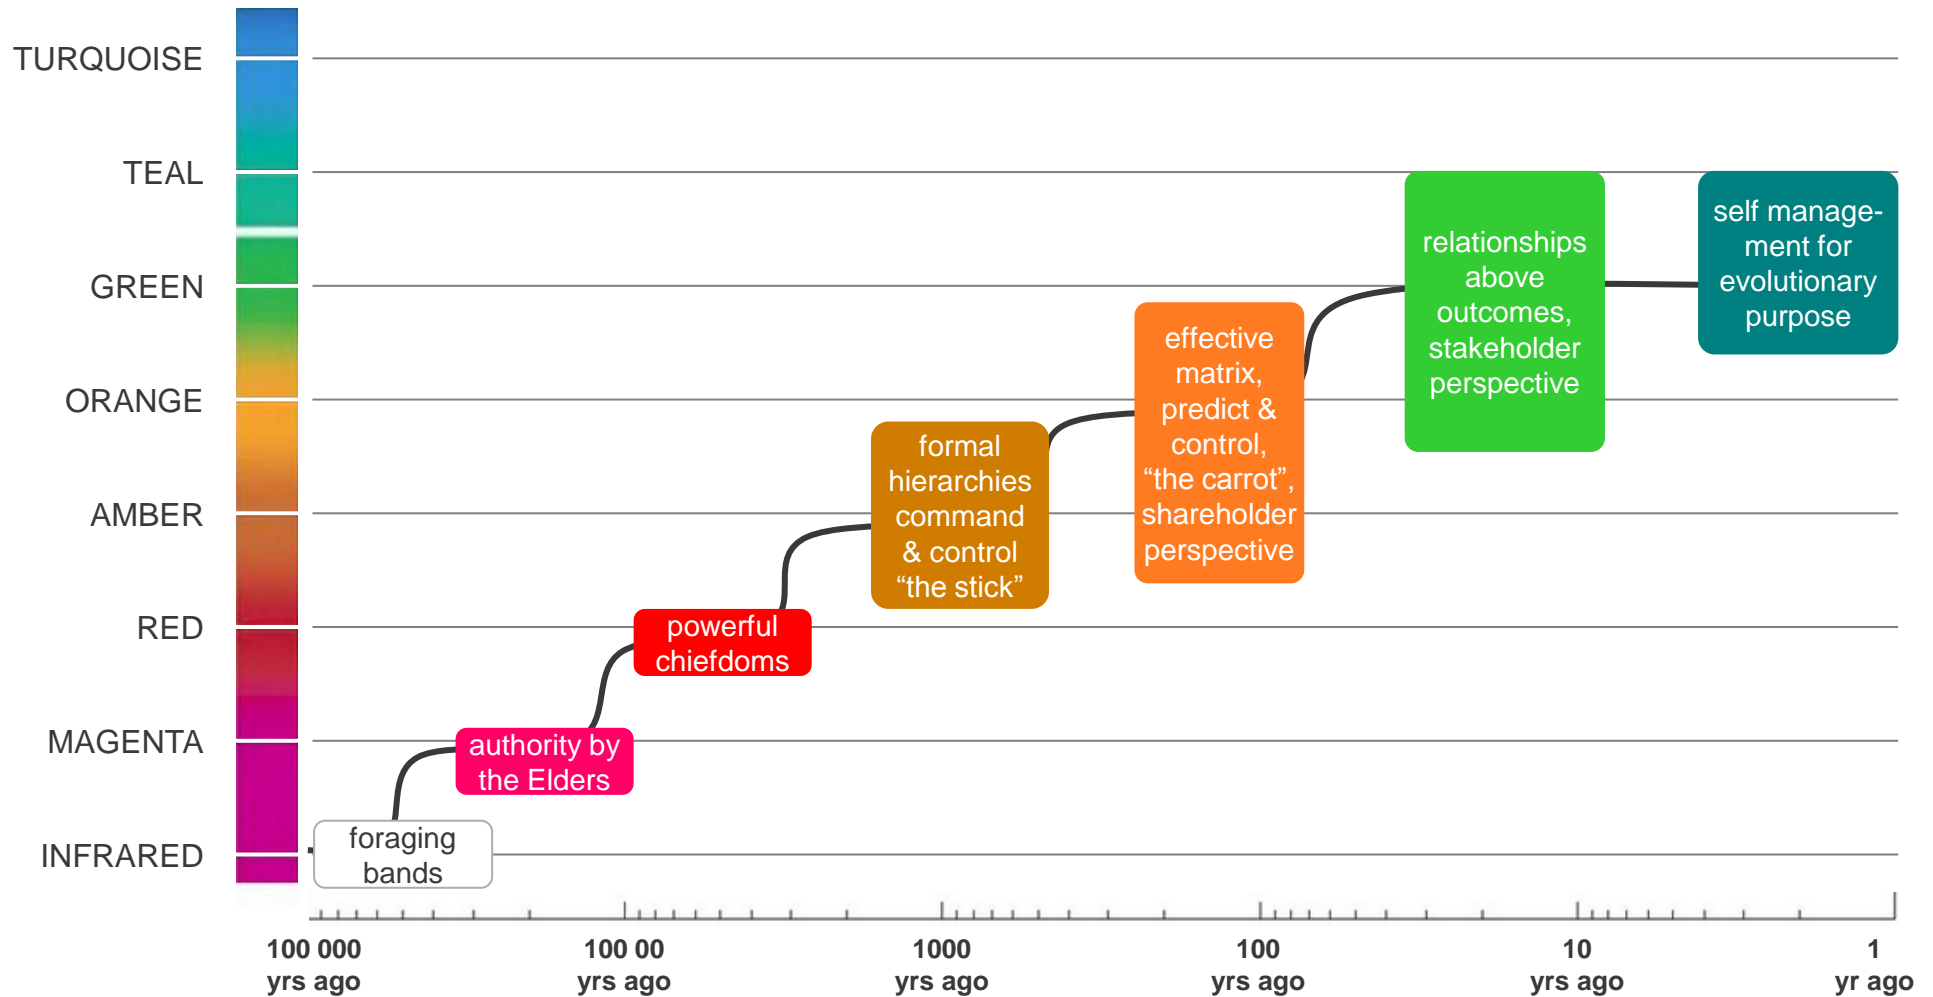 TURQUOISE
TEAL
GREEN
ORANGE
AMBER
RED
MAGENTA
INFRARED
foraging
bands
authority by
the Elders
powerful
chiefdoms
formal
hierarchies
command
& control
“the stick”
effective
matrix,
predict &
control,
“the carrot”,
shareholder
perspective
relationships
above
outcomes,
stakeholder
perspective
self manage-
ment for
evolutionary
purpose
100 000
yrs ago
100 00
yrs ago
1000
yrs ago
100
yrs ago
10
yrs ago
1
yr ago